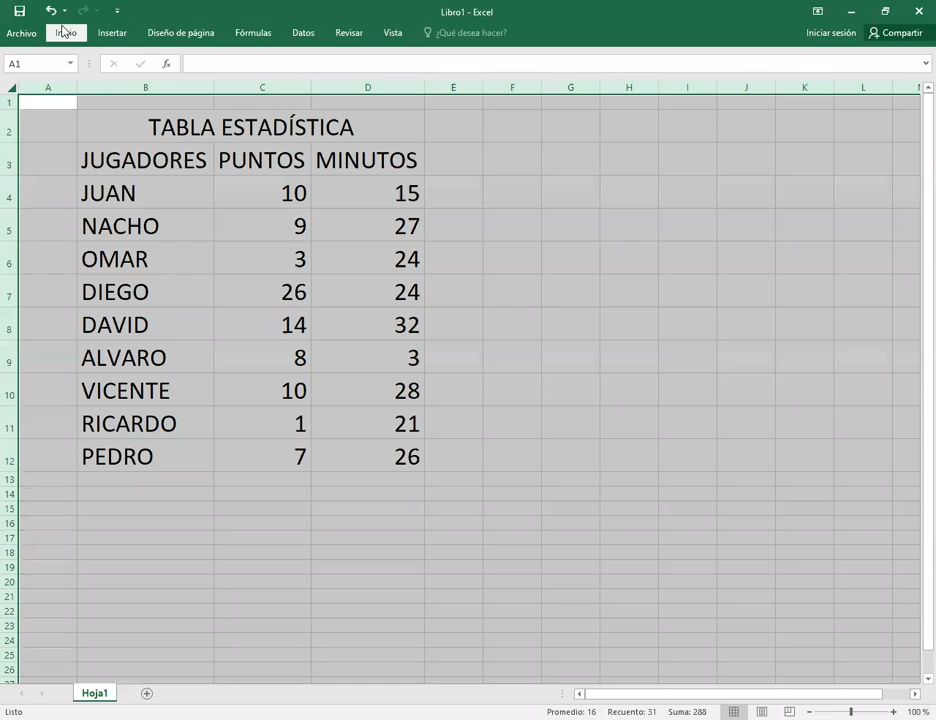 Libro1 - Excel
Archivo Insertar Diseño de página Fórmulas Datos Revisar Vista ¿Qué desea hacer? Iniciar sesión Compartir
A1 fx
A B C D E F G H I J K L
1
2 TABLA ESTADÍSTICA
3 JUGADORES PUNTOS MINUTOS
4 JUAN 10 15
5 NACHO 9 27
6 OMAR 3 24
7 DIEGO 26 24
8 DAVID 14 32
9 ALVARO 8 3
10 VICENTE 10 28
11 RICARDO 1 21
12 PEDRO 7 26
13
14
15
16
17
18
19
20
21
22
23
24
25
26
Hoja1
Listo Promedio: 16 Recuento: 31 Suma: 288 100 %